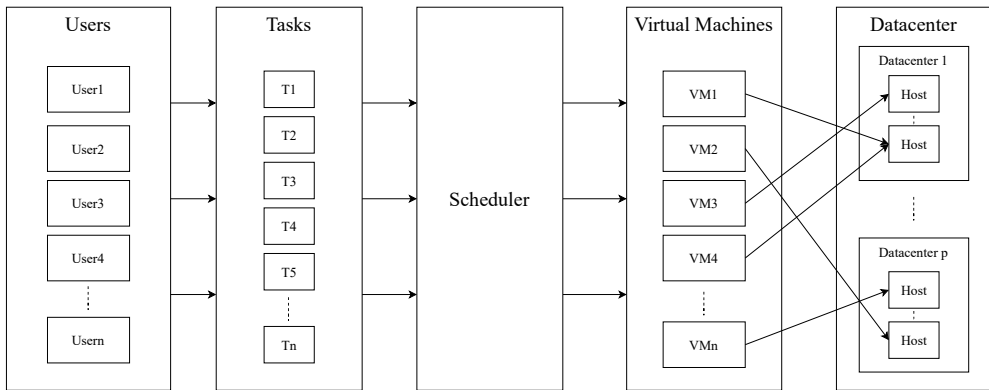 Users
User1
User2
User3
User4
Usern
Tasks
T1
T2
T3
T4
T5
Tn
Scheduler
Virtual Machines
VM1
VM2
VM3
VM4
VMn
Datacenter
Datacenter 1
Host
Host
Datacenter p
Host
Host